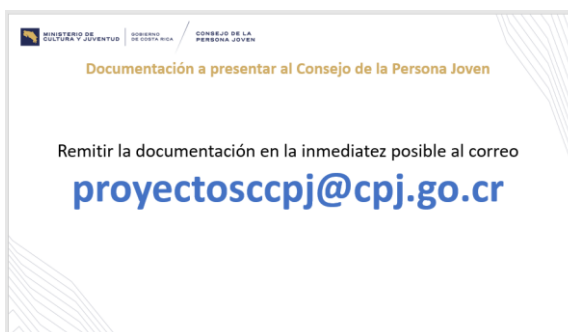 MINISTERIO DE
CULTURA Y JUVENTUD
GOBIERNO
DE COSTA RICA
CONSEJO DE LA
PERSONA JOVEN
Documentación a presentar al Consejo de la Persona Joven
Remitir la documentación en la inmediatez posible al correo
proyectosccpj@cpj.go.cr